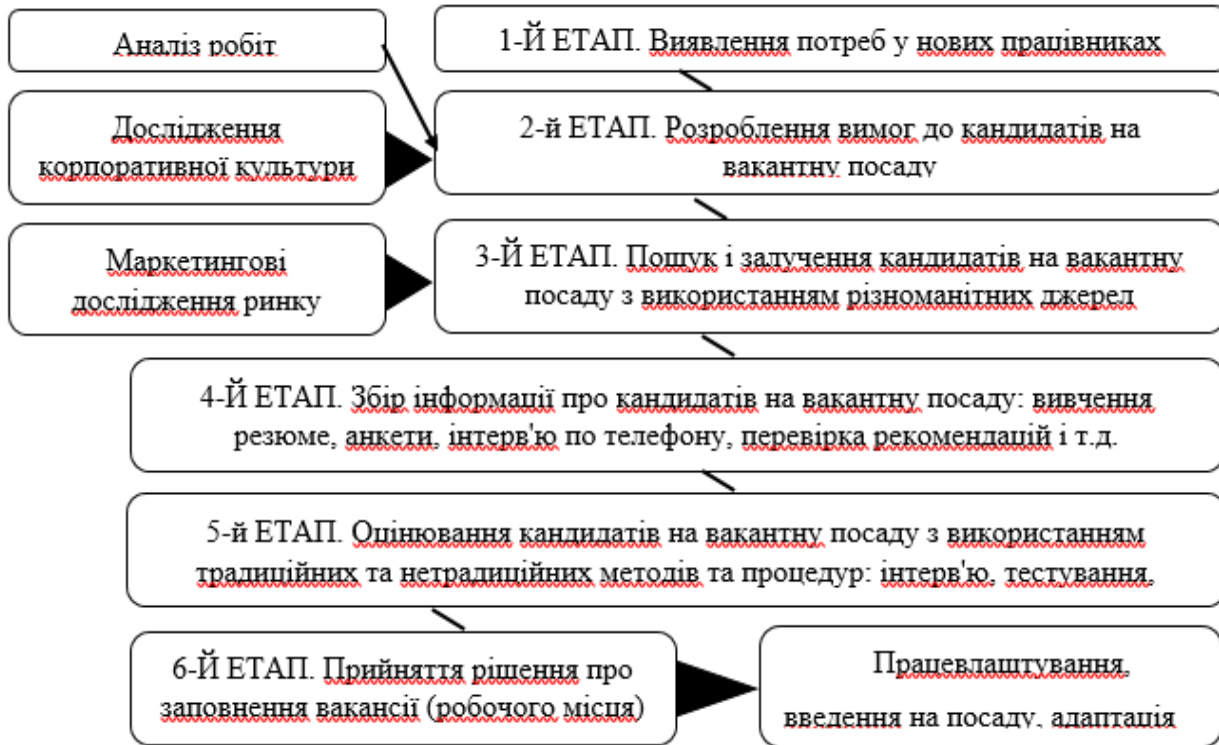 Аналіз робіт
1-Й ЕТАП. Виявлення потреб у нових працівниках
Дослідження
корпоративної культури
2-й ЕТАП. Розроблення вимог до кандидатів на
вакантну посаду
Маркетингові
дослідження ринку
3-Й ЕТАП. Пошук і залучення кандидатів на вакантну
посаду з використанням різноманітних джерел
4-Й ЕТАП. Збір інформації про кандидатів на вакантну посаду: вивчення
резюме, анкети, інтерв'ю по телефону, перевірка рекомендацій і т.д.
5-й ЕТАП. Оцінювання кандидатів на вакантну посаду з використанням
традиційних та нетрадиційних методів та процедур: інтерв'ю, тестування,
6-Й ЕТАП. Прийняття рішення про
заповнення вакансії (робочого місця)
Працевлаштування,
введення на посаду, адаптація